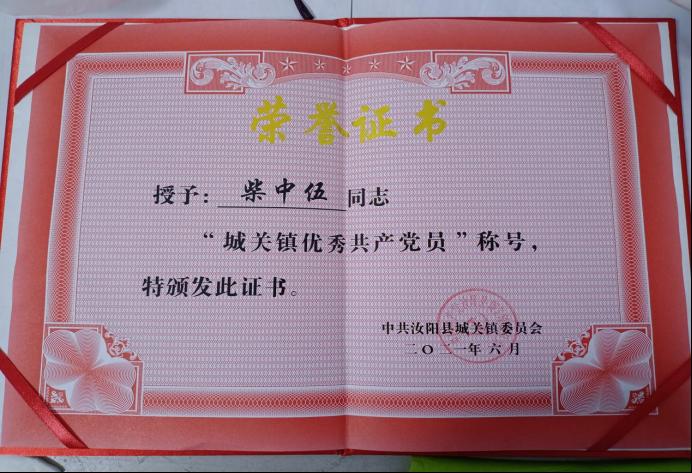 荣誉证书
授予：柴中伍同志
“城关镇优秀共产党员”称号，
特颁发此证书。
中共汝阳县城关镇委员会
二〇二一年六月